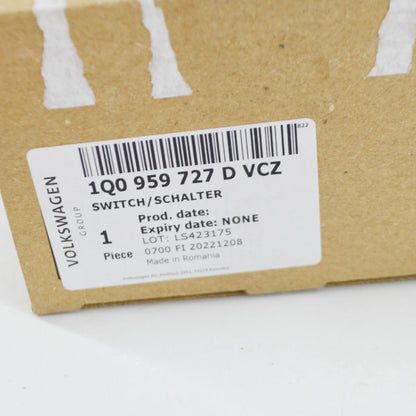 822
1Q0 959 727 D VCZ
SWITCH/SCHALTER
VOLKSWAGEN
GROUP
1
Piece
Prod. date:
Expiry date: NONE
LOT: LS423175
0700 FI 20221208
Made in Romania